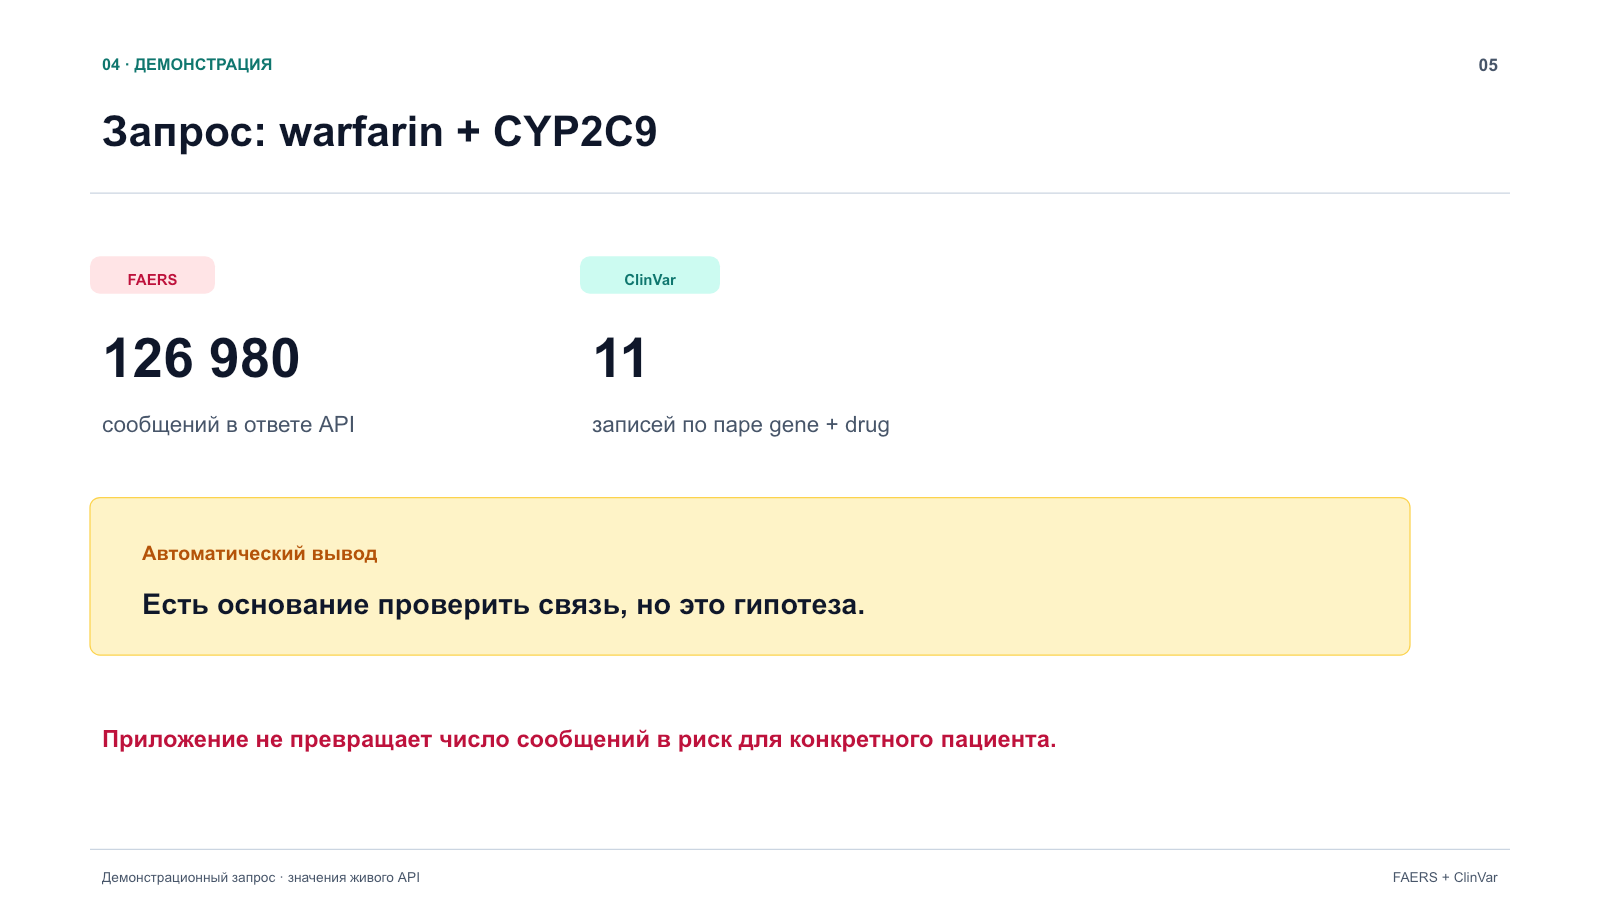 04 · ДЕМОНСТРАЦИЯ
05
Запрос: warfarin + CYP2C9
FAERS
ClinVar
126 980
11
сообщений в ответе API
записей по паре gene + drug
Автоматический вывод
Есть основание проверить связь, но это гипотеза.
Приложение не превращает число сообщений в риск для конкретного пациента.
Демонстрационный запрос · значения живого API
FAERS + ClinVar